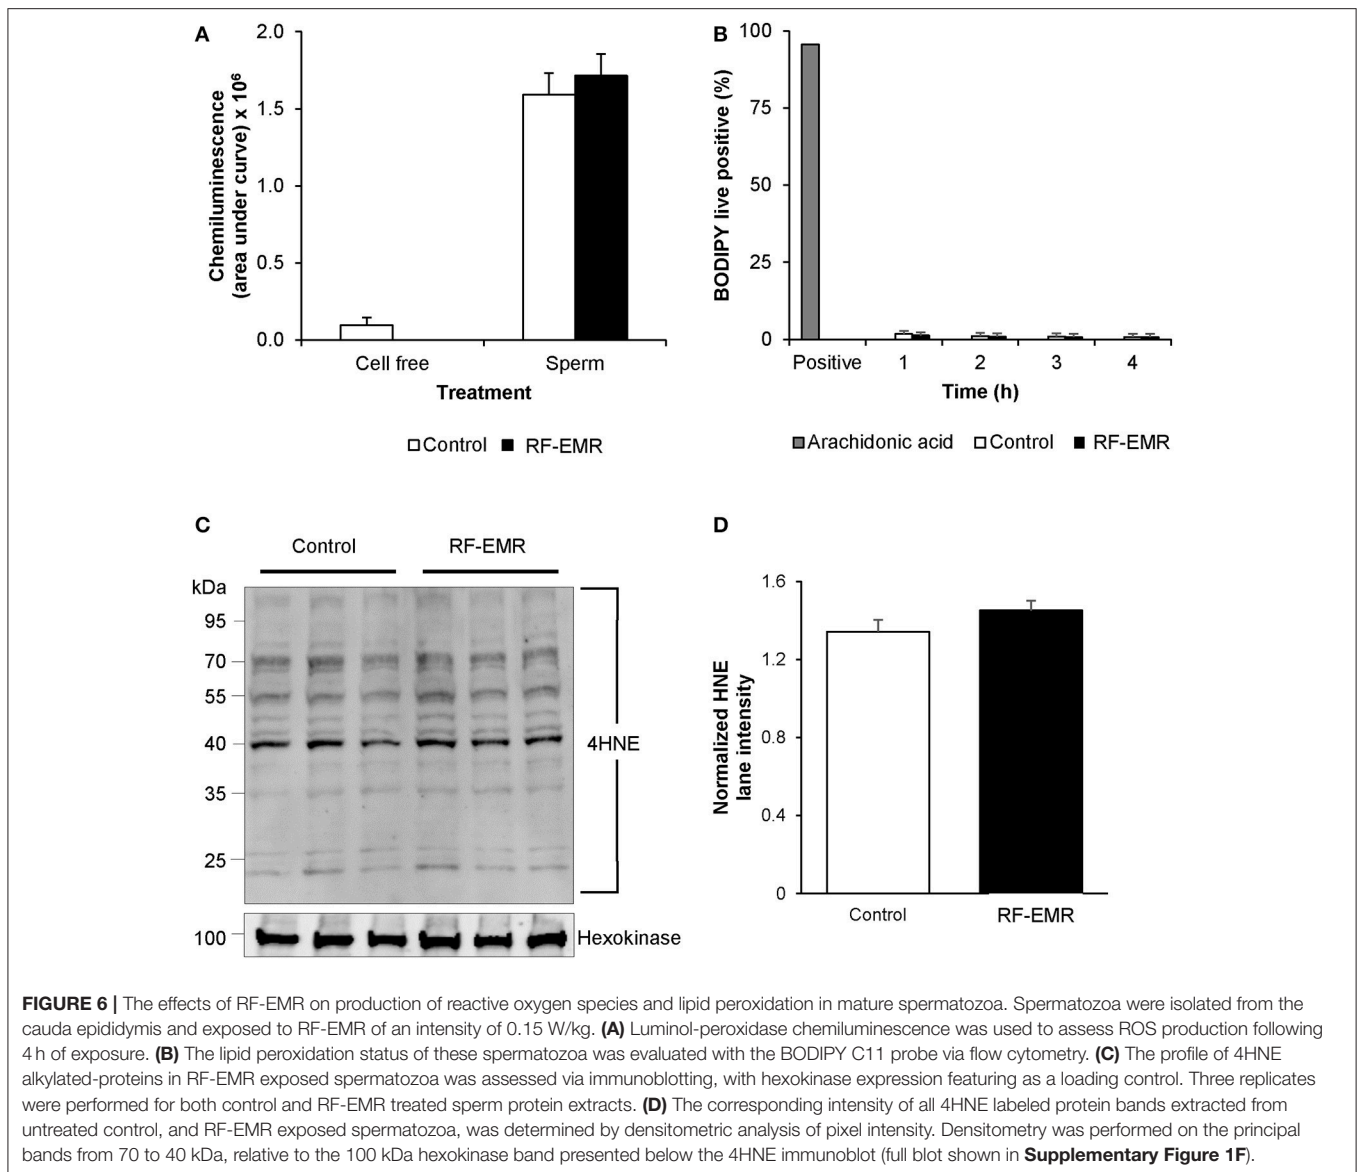 A
2.0
1.5
1.0
0.5
0.0
Chemiluminescence
(area under curve) x 10⁶
Cell free
Sperm
Treatment
Control
RF-EMR
B
100
75
50
25
0
BODIPY live positive (%)
Positive
1
2
3
4
Time (h)
Arachidonic acid
Control
RF-EMR
C
Control
RF-EMR
kDa
95
70
55
40
35
25
4HNE
100
Hexokinase
D
1.6
1.2
0.8
0.4
0
Normalized HNE
lane intensity
Control
RF-EMR
FIGURE 6 | The effects of RF-EMR on production of reactive oxygen species and lipid peroxidation in mature spermatozoa. Spermatozoa were isolated from the
cauda epididymis and exposed to RF-EMR of an intensity of 0.15 W/kg. (A) Luminol-peroxidase chemiluminescence was used to assess ROS production following
4 h of exposure. (B) The lipid peroxidation status of these spermatozoa was evaluated with the BODIPY C11 probe via flow cytometry. (C) The profile of 4HNE
alkylated-proteins in RF-EMR exposed spermatozoa was assessed via immunoblotting, with hexokinase expression featuring as a loading control. Three replicates
were performed for both control and RF-EMR treated sperm protein extracts. (D) The corresponding intensity of all 4HNE labeled protein bands extracted from
untreated control, and RF-EMR exposed spermatozoa, was determined by densitometric analysis of pixel intensity. Densitometry was performed on the principal
bands from 70 to 40 kDa, relative to the 100 kDa hexokinase band presented below the 4HNE immunoblot (full blot shown in Supplementary Figure 1F).